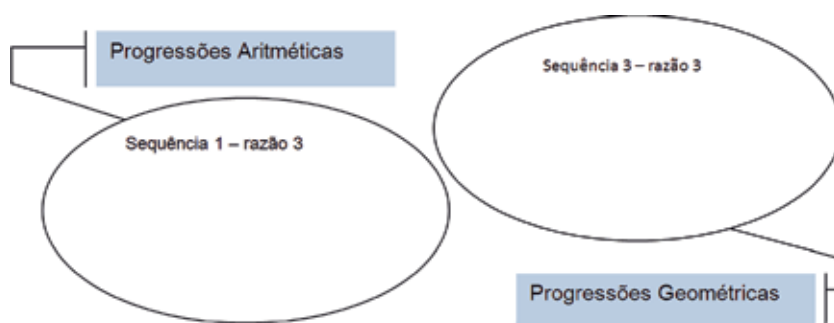 Progressões Aritméticas
Sequência 3 – razão 3
Sequência 1 – razão 3
Progressões Geométricas